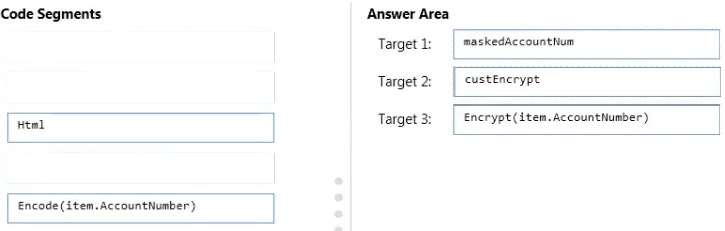 Code Segments
Html
Encode(item.AccountNumber)
Answer Area
Target 1: maskedAccountNum
Target 2: custEncrypt
Target 3: Encrypt(item.AccountNumber)